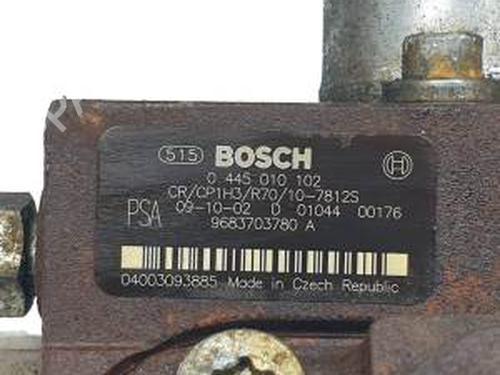 515 BOSCH
0 445 010 102
CR/CP1H3/R70/10-7812S
PSA 09-10-02 D 01044 00176
9683703780 A
04003093885 Made in Czech Republic